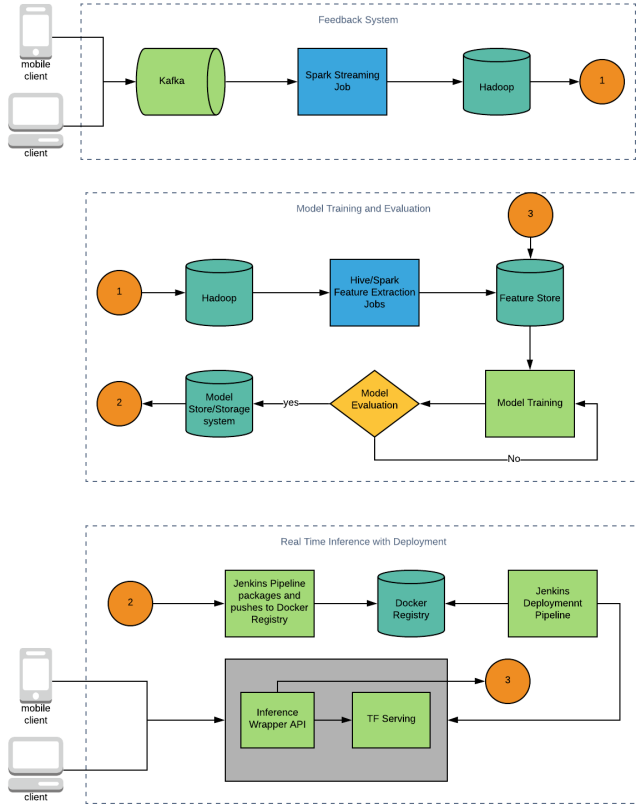 Feedback System
mobile
client
Kafka
Spark Streaming
Job
Hadoop
1
client
Model Training and Evaluation
3
1
Hadoop
Hive/Spark
Feature Extraction
Jobs
Feature Store
2
Model
Store/Storage
system
yes
Model
Evaluation
Model Training
No
Real Time Inference with Deployment
2
Jenkins Pipeline
packages and
pushes to Docker
Registry
Docker
Registry
Jenkins
Deploymennt
Pipeline
mobile
client
3
Inference
Wrapper API
TF Serving
client